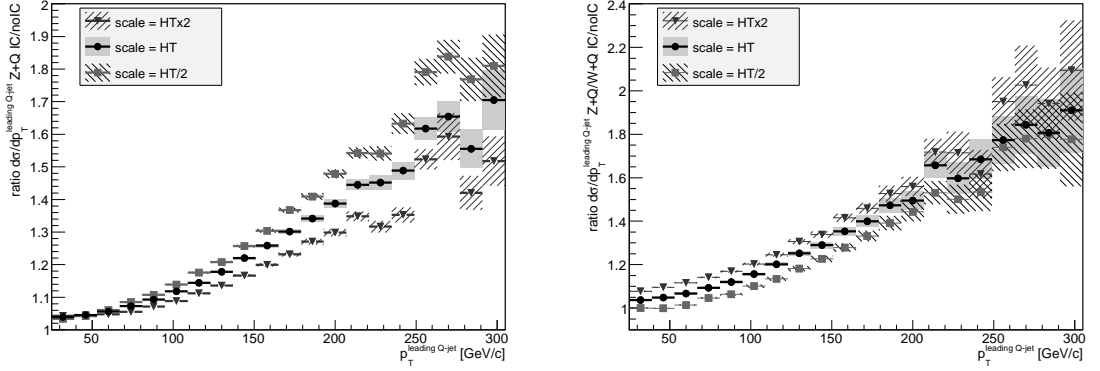 ratio dσ/dp_T^{leading Q-jet} Z+Q IC/noIC
2
1.9
1.8
1.7
1.6
1.5
1.4
1.3
1.2
1.1
1
scale = HTx2
scale = HT
scale = HT/2
50 100 150 200 250 300
p_T^{leading Q-jet} [GeV/c]
ratio dσ/dp_T^{leading Q-jet} Z+Q/W+Q IC/noIC
2.4
2.2
2
1.8
1.6
1.4
1.2
1
scale = HTx2
scale = HT
scale = HT/2
50 100 150 200 250 300
p_T^{leading Q-jet} [GeV/c]